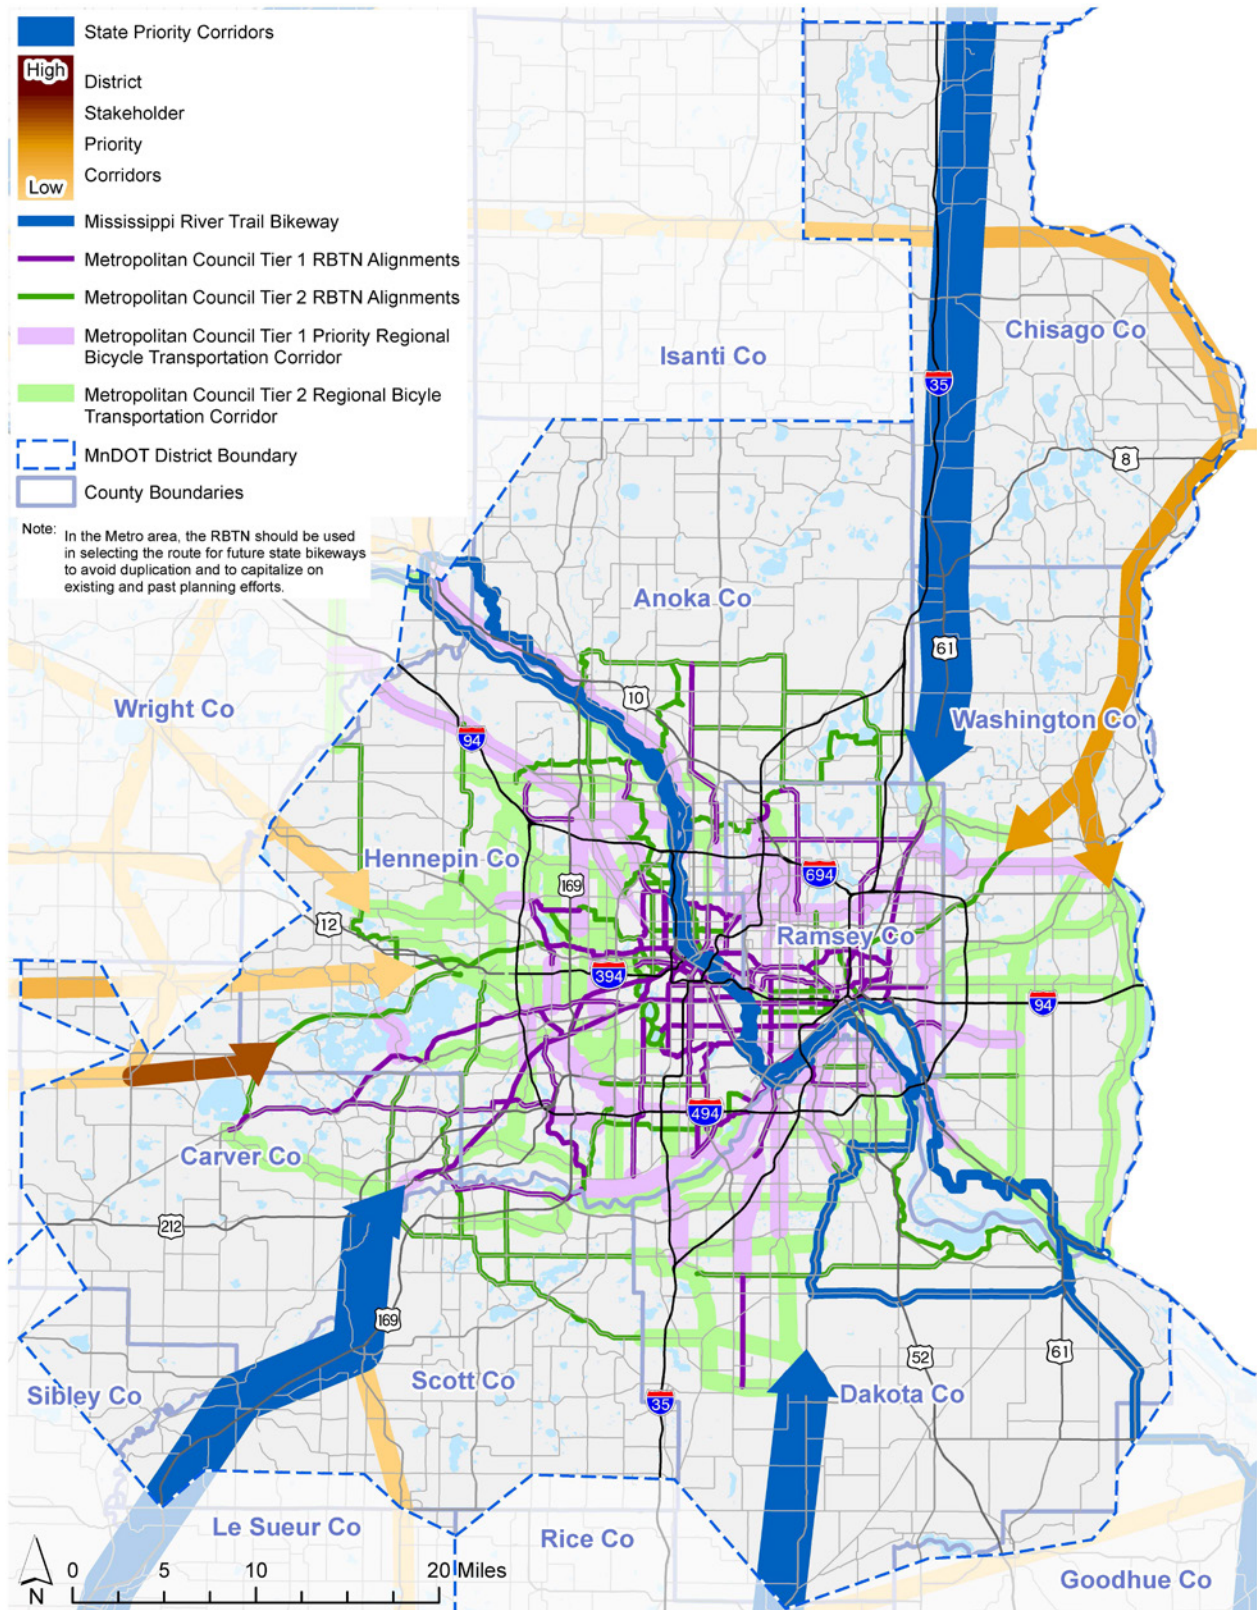 State Priority Corridors
High
District
Stakeholder
Priority
Corridors
Low
Mississippi River Trail Bikeway
Metropolitan Council Tier 1 RBTN Alignments
Metropolitan Council Tier 2 RBTN Alignments
Metropolitan Council Tier 1 Priority Regional
Bicycle Transportation Corridor
Metropolitan Council Tier 2 Regional Bicyle
Transportation Corridor
MnDOT District Boundary
County Boundaries
Note: In the Metro area, the RBTN should be used
in selecting the route for future state bikeways
to avoid duplication and to capitalize on
existing and past planning efforts.
Chisago Co
Isanti Co
35
8
Anoka Co
61
10
Wright Co
Washington Co
94
Hennepin Co
694
169
12
Ramsey Co
394
94
494
Carver Co
212
169
52
61
Scott Co
Sibley Co
Dakota Co
35
Le Sueur Co
Rice Co
Goodhue Co
N
0 5 10 20 Miles